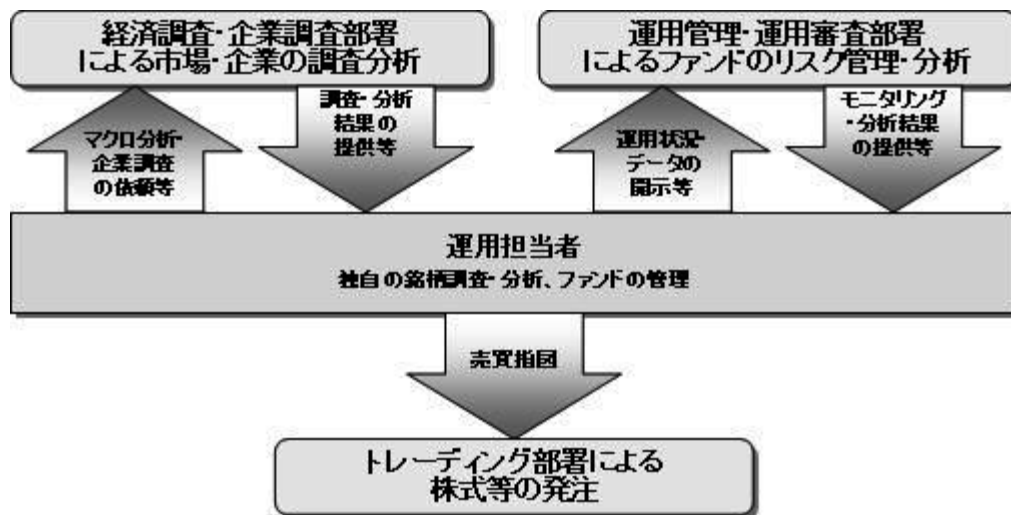 経済調査・企業調査部署
による市場・企業の調査分析
運用管理・運用審査部署
によるファンドのリスク管理・分析
マクロ分析・
企業調査
の依頼等
調査・分析
結果の
提供等
運用状況・
データの
開示等
モニタリング
・分析結果
の提供等
運用担当者
独自の銘柄調査・分析、ファンドの管理
売買指図
トレーディング部署による
株式等の発注